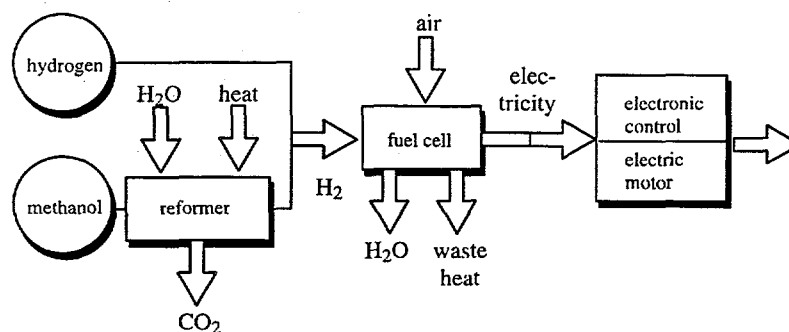 air
hydrogen
elec-
tricity
H₂O
heat
electronic
control
fuel cell
electric
motor
H₂
methanol
reformer
H₂O
waste
heat
CO₂